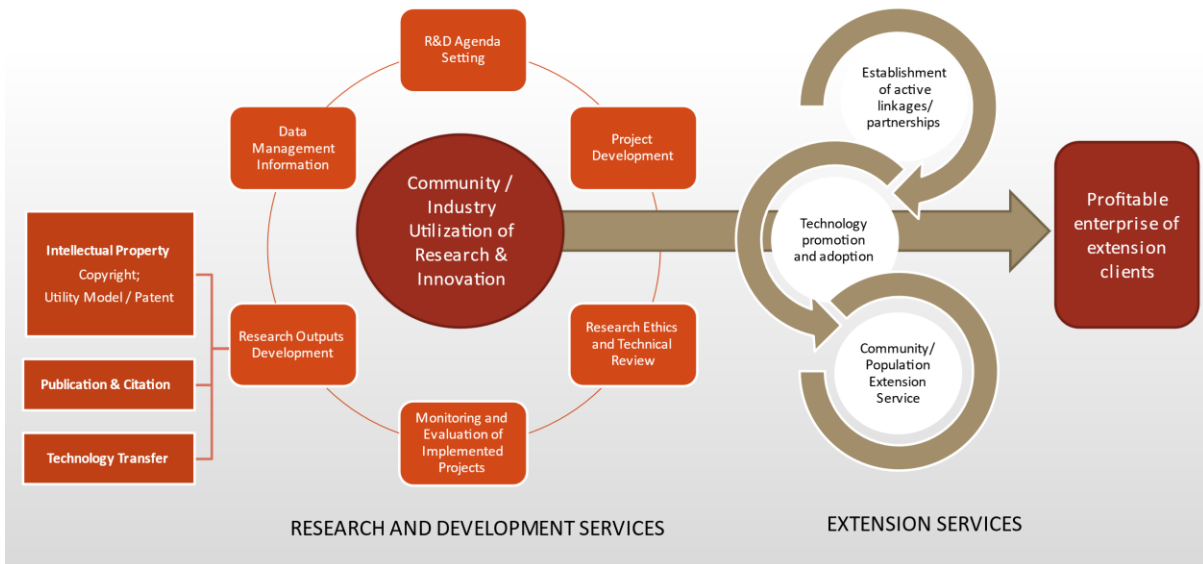 R&D Agenda
Setting
Project
Development
Research Ethics
and Technical
Review
Monitoring and
Evaluation of
Implemented
Projects
Research Outputs
Development
Data
Management
Information
Community /
Industry
Utilization of
Research &
Innovation
Intellectual Property
Copyright;
Utility Model / Patent
Publication & Citation
Technology Transfer
RESEARCH AND DEVELOPMENT SERVICES
Establishment
of active
linkages/
partnerships
Technology
promotion
and adoption
Community/
Population
Extension
Service
EXTENSION SERVICES
Profitable
enterprise of
extension
clients